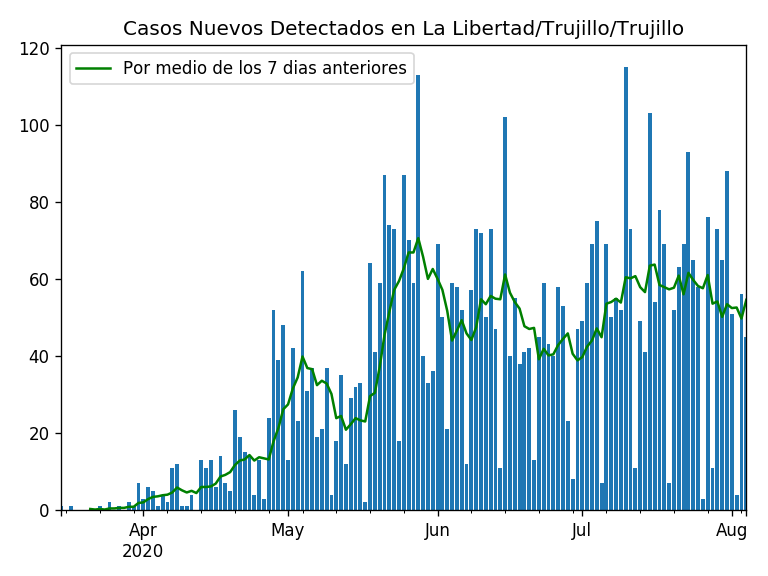 Casos Nuevos Detectados en La Libertad/Trujillo/Trujillo
Por medio de los 7 dias anteriores
120
100
80
60
40
20
0
Apr May Jun Jul Aug
2020